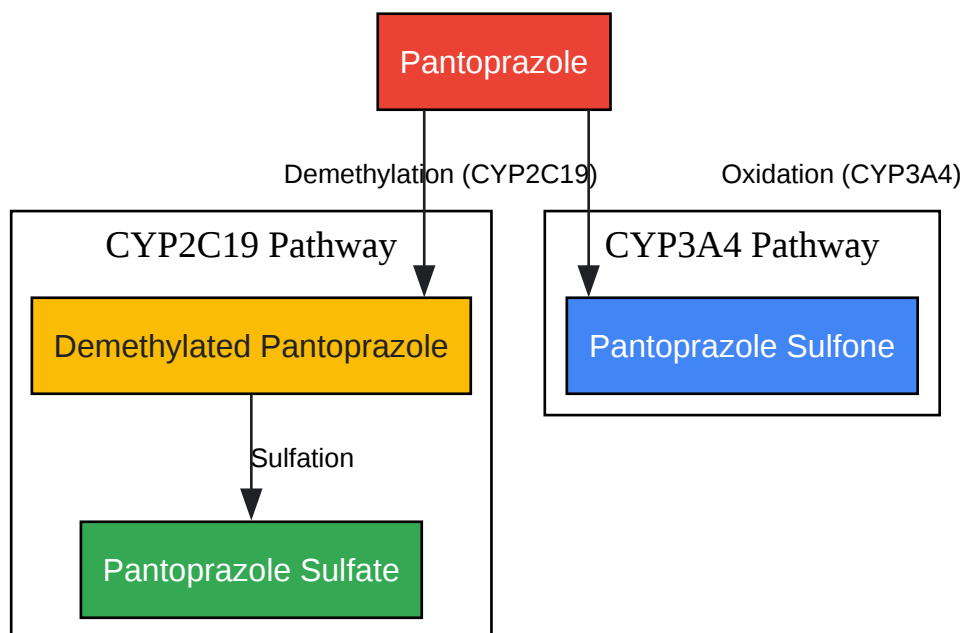 Pantoprazole
Demethylation (CYP2C19)
Oxidation (CYP3A4)
CYP2C19 Pathway
CYP3A4 Pathway
Demethylated Pantoprazole
Pantoprazole Sulfone
Sulfation
Pantoprazole Sulfate